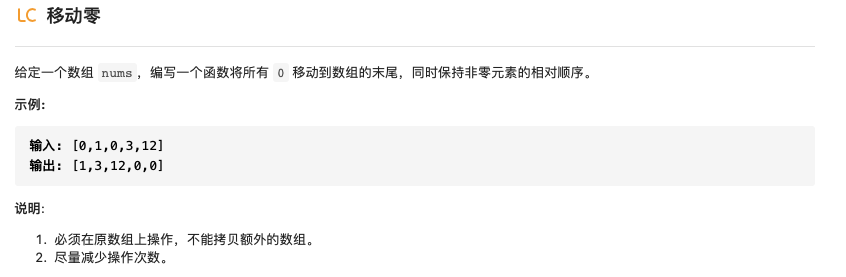 LC 移动零
给定一个数组 nums，编写一个函数将所有 0 移动到数组的末尾，同时保持非零元素的相对顺序。
示例:
输入: [0,1,0,3,12]
输出: [1,3,12,0,0]
说明:
1. 必须在原数组上操作，不能拷贝额外的数组。
2. 尽量减少操作次数。